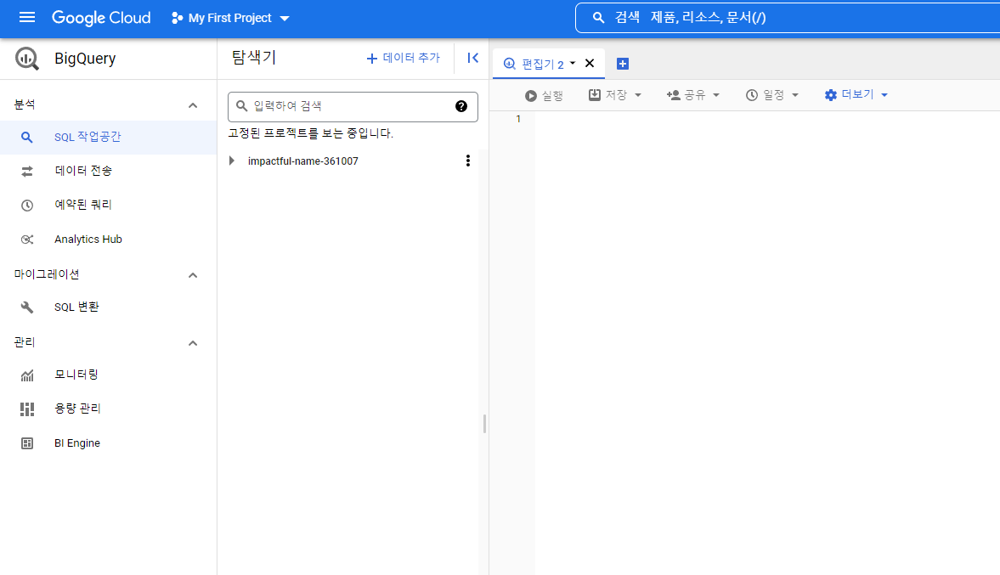 Google Cloud
My First Project
검색 제품, 리소스, 문서(/)
BigQuery
분석
SQL 작업공간
데이터 전송
예약된 쿼리
Analytics Hub
마이그레이션
SQL 변환
관리
모니터링
용량 관리
BI Engine
탐색기
데이터 추가
입력하여 검색
고정된 프로젝트를 보는 중입니다.
impactful-name-361007
편집기 2
실행 저장 공유 일정 더보기
1